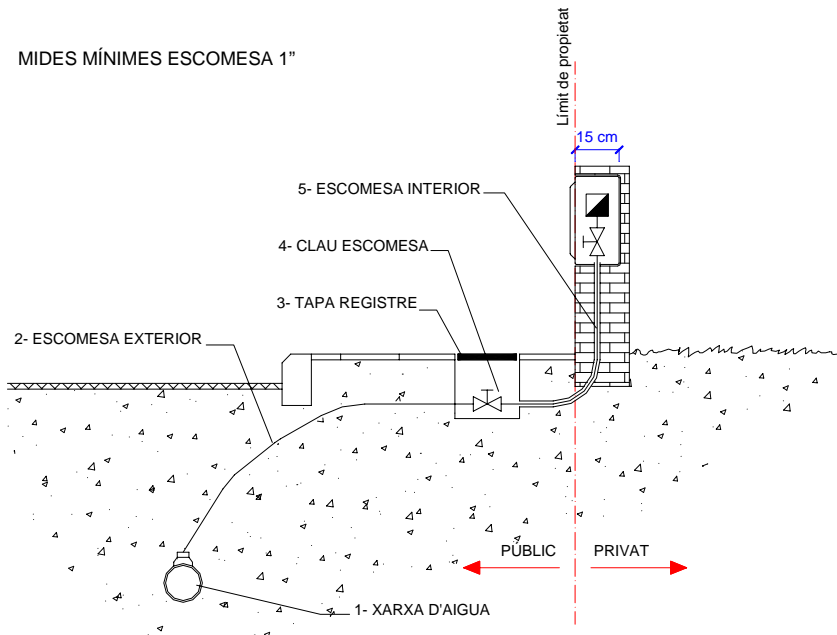 MIDES MÍNIMES ESCOMESA 1”
Límit de propietat
15 cm
5- ESCOMESA INTERIOR
4- CLAU ESCOMESA
3- TAPA REGISTRE
2- ESCOMESA EXTERIOR
PÚBLIC PRIVAT
1- XARXA D'AIGUA